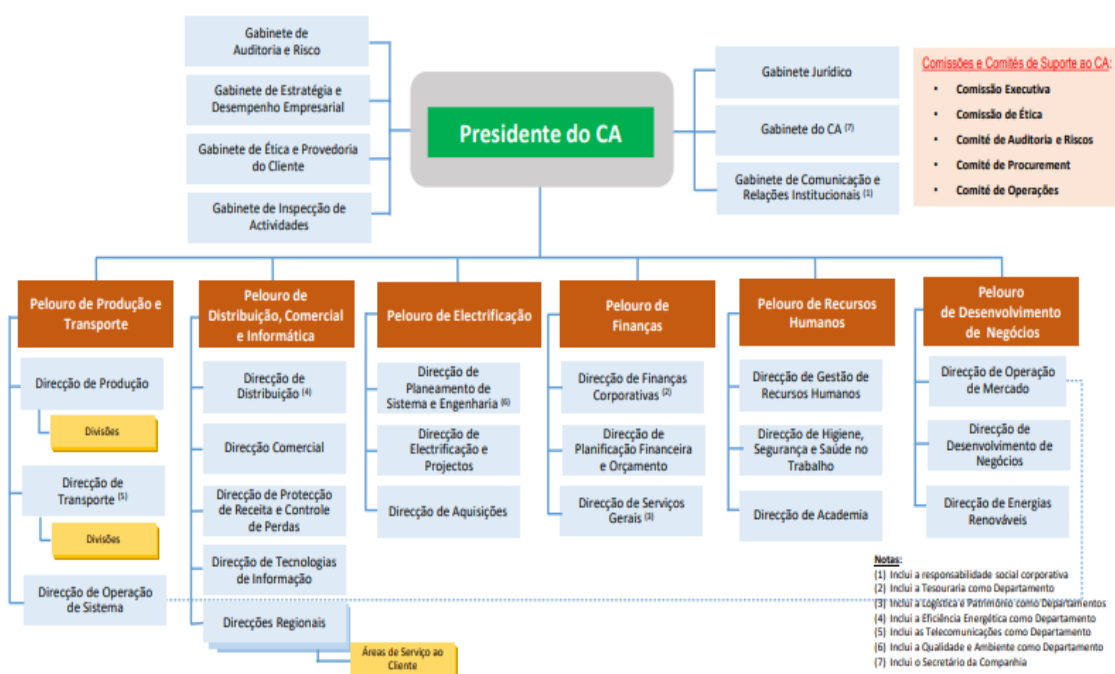 Gabinete de
Auditoria e Risco
Gabinete de Estratégia e
Desempenho Empresarial
Gabinete de Ética e Provedoria
do Cliente
Gabinete de Inspecção de
Actividades
Presidente do CA
Gabinete Jurídico
Gabinete do CA (7)
Gabinete de Comunicação e
Relações Institucionais (1)
Comissões e Comités de Suporte ao CA:
• Comissão Executiva
• Comissão de Ética
• Comité de Auditoria e Riscos
• Comité de Procurement
• Comité de Operações
Pelouro de Produção e
Transporte
Direcção de Produção
Divisões
Direcção de
Transporte (5)
Divisões
Direcção de Operação
de Sistema
Pelouro de
Distribuição, Comercial
e Informática
Direcção de
Distribuição (4)
Direcção Comercial
Direcção de Protecção
de Receita e Controle
de Perdas
Direcção de Tecnologias
de Informação
Direcções Regionais
Áreas de Serviço ao
Cliente
Pelouro de Electrificação
Direcção de
Planeamento de
Sistema e Engenharia (6)
Direcção de
Electrificação e
Projectos
Direcção de Aquisições
Pelouro de
Finanças
Direcção de Finanças
Corporativas (2)
Direcção de
Planificação Financeira
e Orçamento
Direcção de Serviços
Gerais (3)
Pelouro de Recursos
Humanos
Direcção de Gestão de
Recursos Humanos
Direcção de Higiene,
Segurança e Saúde no
Trabalho
Direcção de Academia
Pelouro
de Desenvolvimento
de Negócios
Direcção de Operação
de Mercado
Direcção de
Desenvolvimento de
Negócios
Direcção de Energias
Renováveis
Notas:
(1) Inclui a responsabilidade social corporativa
(2) Inclui a Tesouraria como Departamento
(3) Inclui a Logística e Património como Departamentos
(4) Inclui a Eficiência Energética como Departamento
(5) Inclui as Telecomunicações como Departamento
(6) Inclui a Qualidade e Ambiente como Departamento
(7) Inclui o Secretário da Companhia